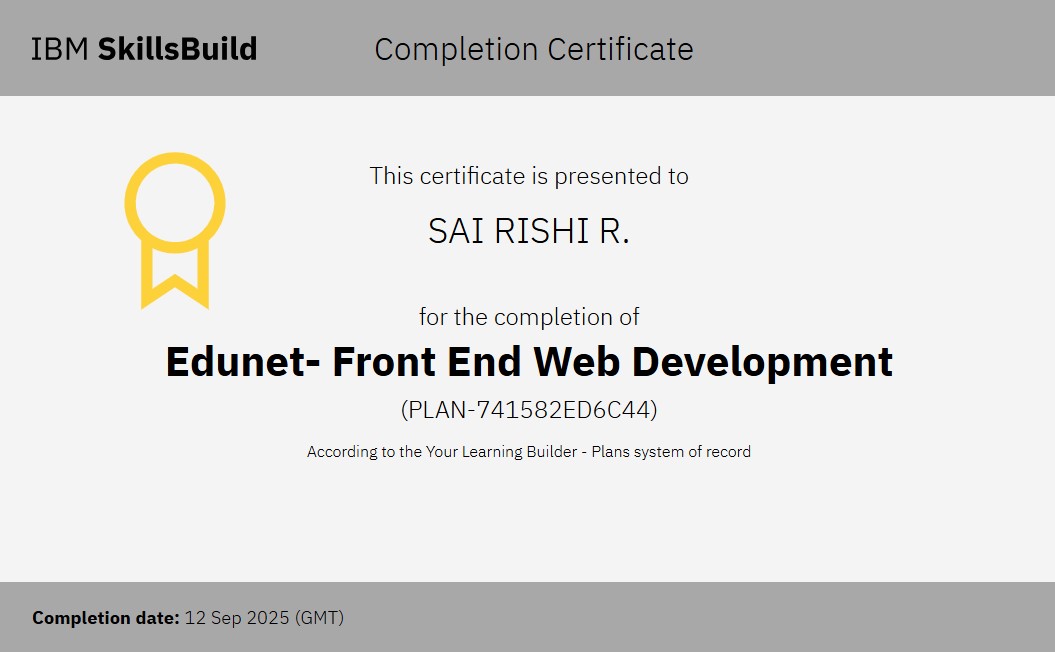 IBM SkillsBuild
Completion Certificate
This certificate is presented to
SAI RISHI R.
for the completion of
Edunet- Front End Web Development
(PLAN-741582ED6C44)
According to the Your Learning Builder - Plans system of record
Completion date: 12 Sep 2025 (GMT)